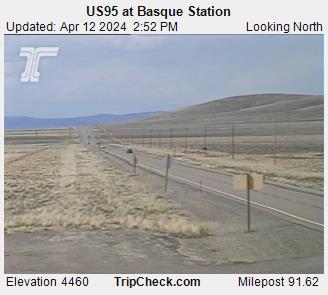 US95 at Basque Station
Updated: Apr 12 2024 2:52 PM Looking North
Elevation 4460 TripCheck.com Milepost 91.62